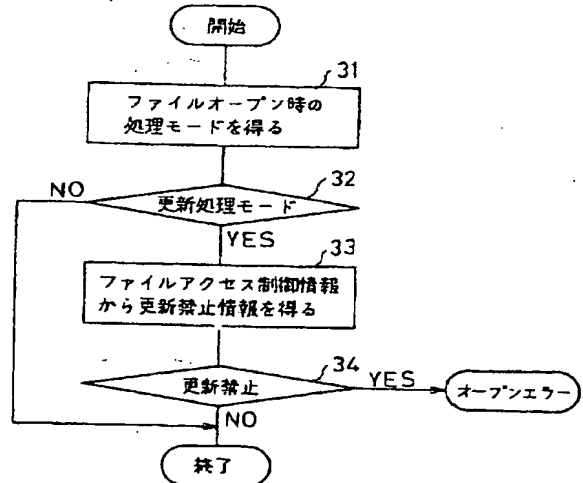 開始
31
ファイルオープン時の
処理モードを得る
32
NO
更新処理モード
YES
33
ファイルアクセス制御情報
から更新禁止情報を得る
34
更新禁止
YES
オープンエラー
NO
終了